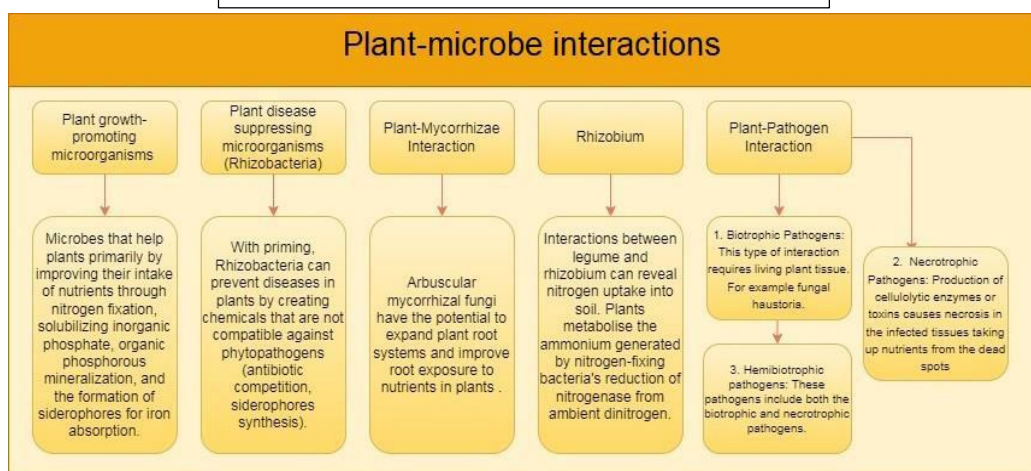 Plant-microbe interactions
Plant growth-
promoting
microorganisms
Microbes that help
plants primarily by
improving their intake
of nutrients through
nitrogen fixation,
solubilizing inorganic
phosphate, organic
phosphorous
mineralization, and
the formation of
siderophores for iron
absorption.
Plant disease
suppressing
microorganisms
(Rhizobacteria)
With priming,
Rhizobacteria can
prevent diseases in
plants by creating
chemicals that are not
compatible against
phytopathogens
(antibiotic
competition,
siderophores
synthesis).
Plant-Mycorrhizae
Interaction
Arbuscular
mycorrhizal fungi
have the potential to
expand plant root
systems and improve
root exposure to
nutrients in plants .
Rhizobium
Interactions between
legume and
rhizobium can reveal
nitrogen uptake into
soil. Plants
metabolise the
ammonium generated
by nitrogen-fixing
bacteria's reduction of
nitrogenase from
ambient dinitrogen.
Plant-Pathogen
Interaction
1. Biotrophic Pathogens:
This type of interaction
requires living plant tissue.
For example fungal
haustoria.
2. Necrotrophic
Pathogens: Production of
cellulolytic enzymes or
toxins causes necrosis in
the infected tissues taking
up nutrients from the dead
spots
3. Hemibiotrophic
pathogens: These
pathogens include both the
biotrophic and necrotrophic
pathogens.